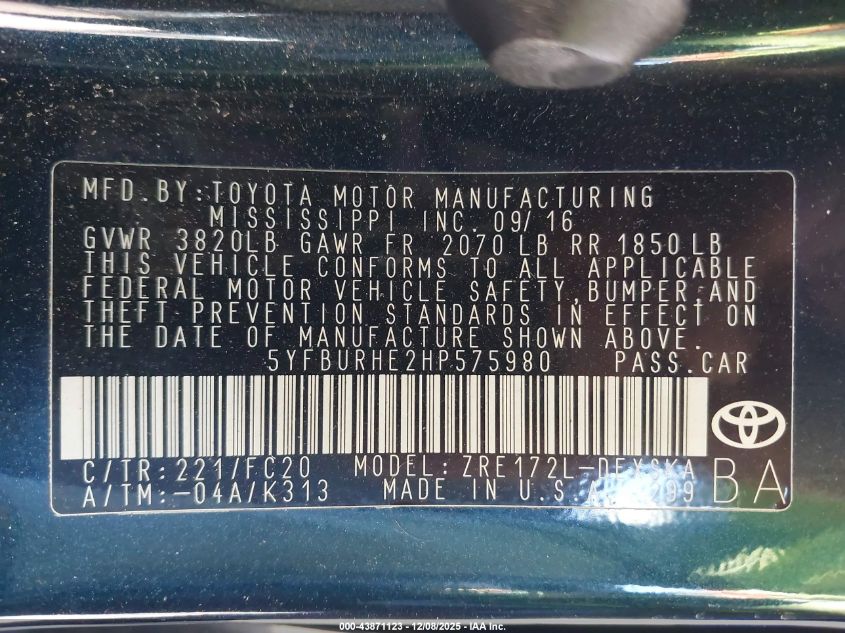 MFD.BY:TOYOTA MOTOR MANUFACTURING
MISSISSIPPI INC. 09/16
GVWR 3820LB GAWR FR 2070LB RR 1850LB
THIS VEHICLE CONFORMS TO ALL APPLICABLE
FEDERAL MOTOR VEHICLE SAFETY,BUMPER,AND
THEFT PREVENTION STANDARDS IN EFFECT ON
THE DATE OF MANUFACTURE SHOWN ABOVE.
5YFBURHE2HP575980 PASS.CAR
C/TR:221/FC20 MODEL:
A/TM:-04A/K313 MADE IN U.S.A. BA
000-43871123 - 12/08/2025 - IAA Inc.